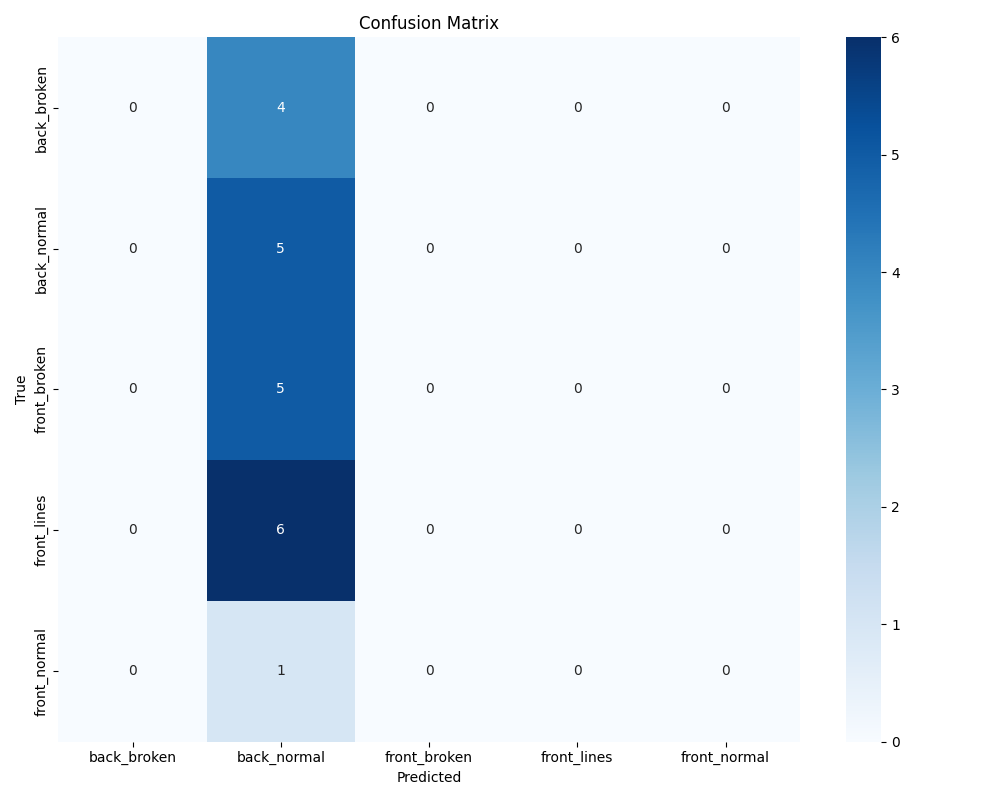 Confusion Matrix
True
back_broken 0 4 0 0 0
back_normal 0 5 0 0 0
front_broken 0 5 0 0 0
front_lines 0 6 0 0 0
front_normal 0 1 0 0 0
back_broken back_normal front_broken front_lines front_normal
Predicted
6
5
4
3
2
1
0